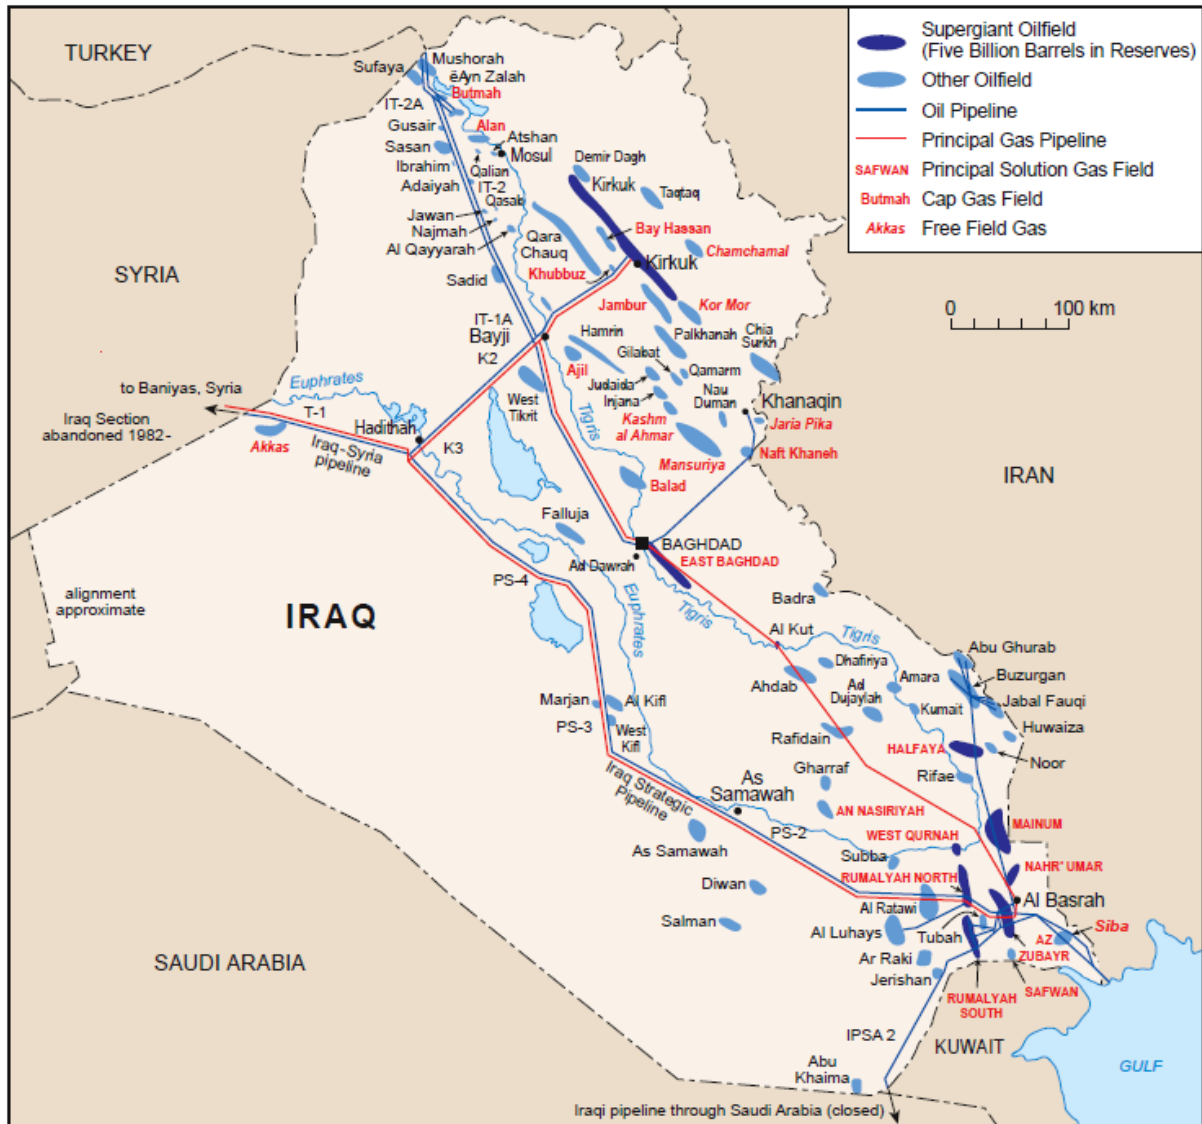 TURKEY
SYRIA
IRAQ
IRAN
SAUDI ARABIA
KUWAIT
GULF
Supergiant Oilfield
(Five Billion Barrels in Reserves)
Other Oilfield
Oil Pipeline
Principal Gas Pipeline
SAFWAN
Principal Solution Gas Field
Butmah
Cap Gas Field
Akkas
Free Field Gas
0
100 km
Sufaya
Mushorah
ëAyn Zalah
Butmah
IT-2A
Gusair
Alan
Atshan
Sasan
Mosul
Ibrahim
Qalian
Adaiyah
IT-2
Qasab
Jawan
Najmah
Al Qayyarah
Demir Dagh
Kirkuk
Taqtaq
Bay Hassan
Qara
Chauq
Chamchamal
Kirkuk
Khubbuz
Sadid
Jambur
Kor Mor
IT-1A
Bayji
Hamrin
Palkhanah
Chia
Surkh
Gilabat
K2
Ajil
Qamarm
Judaida
Injana
Nau
Duman
West
Tikrit
Khanaqin
Kashm
al Ahmar
Jaria Pika
Tigris
Mansuriya
Naft Khaneh
Balad
to Baniyas, Syria
Euphrates
Iraq Section
abandoned 1982-
T-1
Hadithah
Akkas
Iraq-Syria
pipeline
K3
Falluja
BAGHDAD
EAST BAGHDAD
Ad Dawrah
PS-4
Euphrates
Tigris
alignment
approximate
Badra
Al Kut
Tigris
Abu Ghurab
Dhafiriya
Amara
Buzurgan
Ahdab
Ad
Dujaylah
Jabal Fauqi
Kumait
Huwaiza
Marjan
Al Kifl
PS-3
West
Kifl
Rafidain
HALFAYA
Noor
Gharraf
Rifae
Iraq Strategic
Pipeline
As
Samawah
AN NASIRIYAH
MAINUM
PS-2
WEST QURNAH
As Samawah
Subba
NAHR' UMAR
RUMALYAH NORTH
Diwan
Al Ratawi
Al Basrah
Salman
Al Luhays
Tubah
Siba
AZ
ZUBAYR
Ar Raki
Jerishan
RUMALYAH
SOUTH
SAFWAN
IPSA 2
Abu
Khaima
Iraqi pipeline through Saudi Arabia (closed)